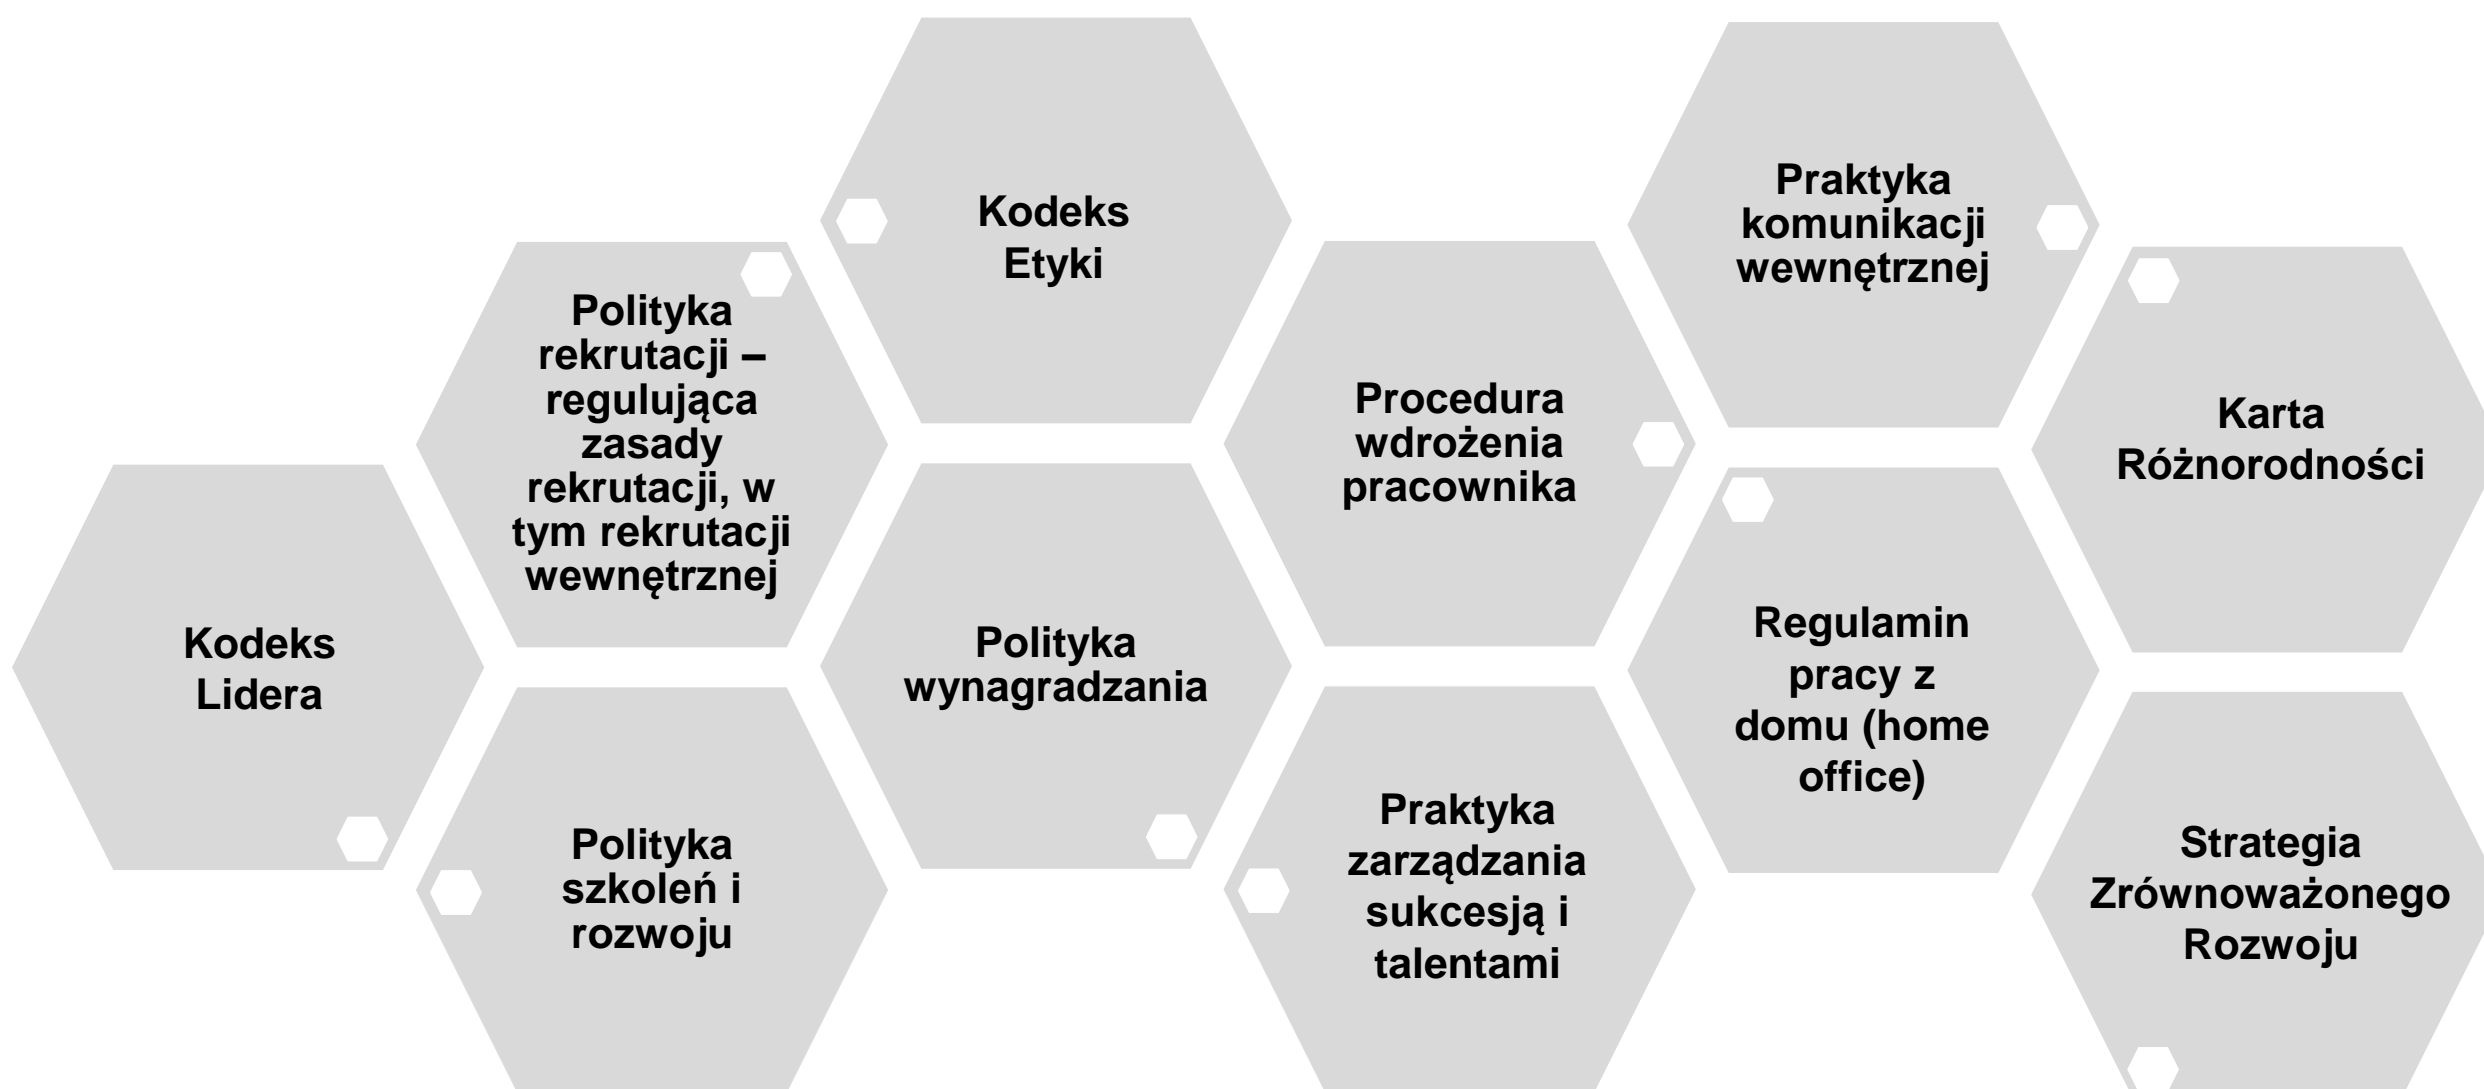 Kodeks
Lidera
Polityka
rekrutacji –
regulująca
zasady
rekrutacji, w
tym rekrutacji
wewnętrznej
Polityka
szkoleń i
rozwoju
Kodeks
Etyki
Polityka
wynagradzania
Procedura
wdrożenia
pracownika
Praktyka
zarządzania
sukcesją i
talentami
Praktyka
komunikacji
wewnętrznej
Regulamin
pracy z
domu (home
office)
Karta
Różnorodności
Strategia
Zrównoważonego
Rozwoju